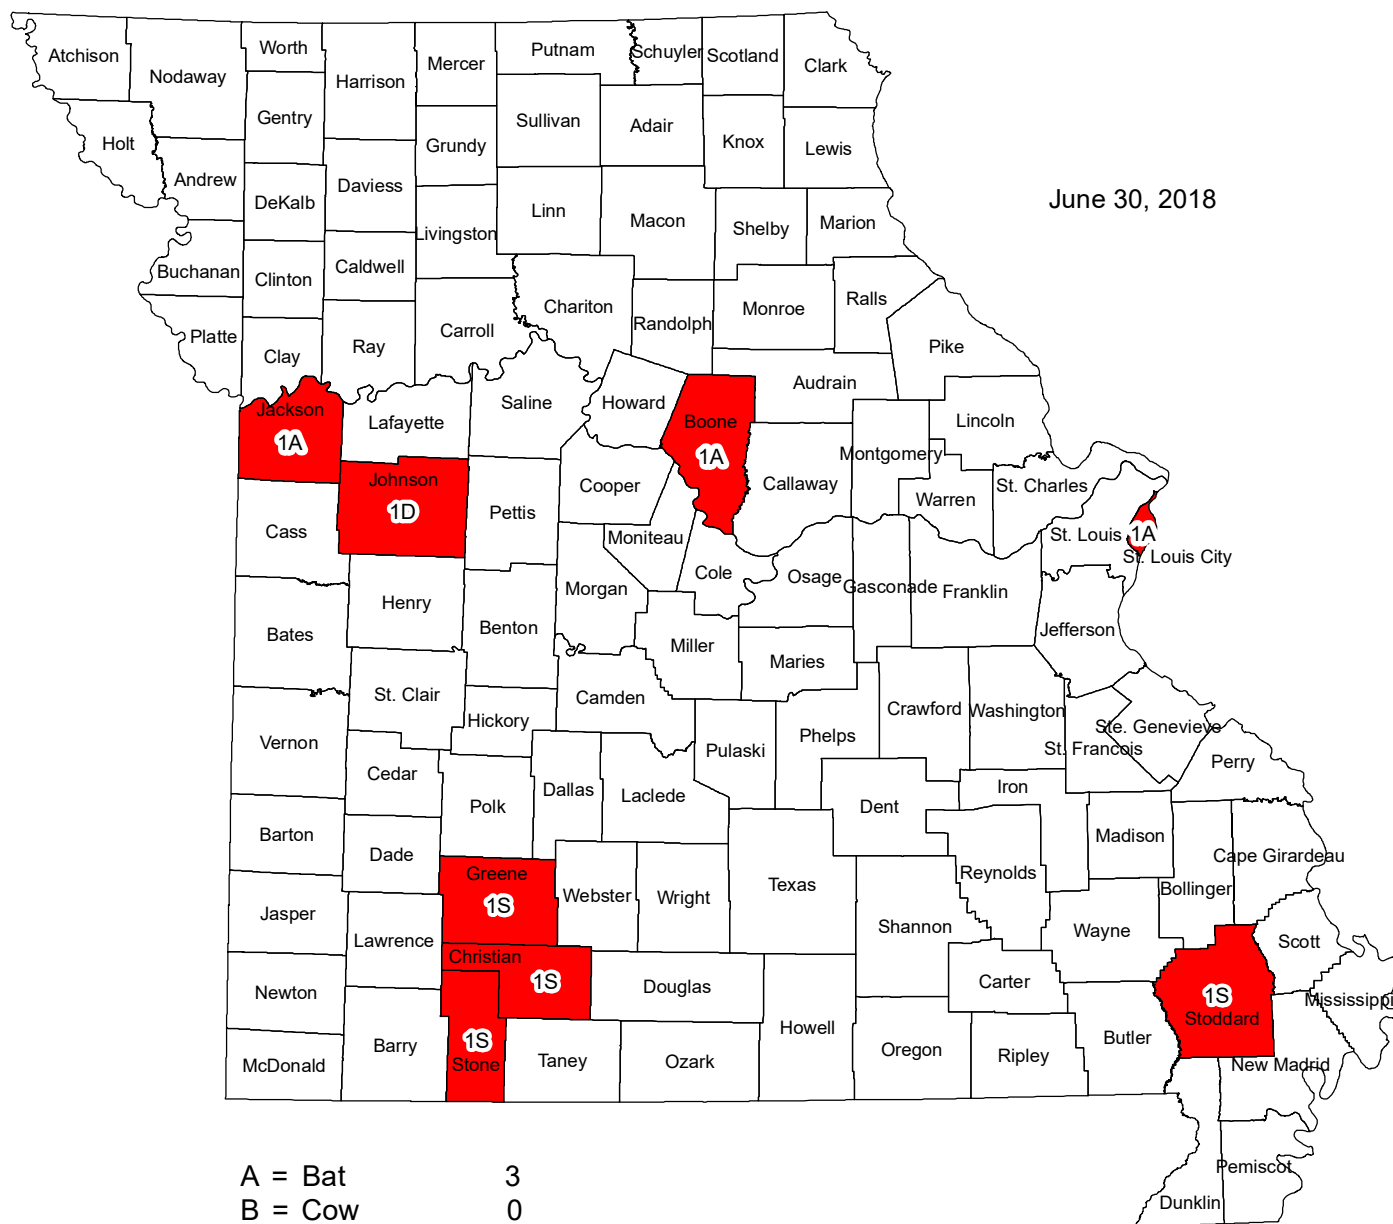 Atchison
Nodaway
Worth
Harrison
Mercer
Putnam
Schuyler
Scotland
Clark
Holt
Gentry
Sullivan
Adair
Knox
Lewis
Grundy
Andrew
DeKalb
Daviess
June 30, 2018
Linn
Macon
Shelby
Marion
Livingston
Buchanan
Clinton
Caldwell
Chariton
Randolph
Monroe
Ralls
Platte
Clay
Ray
Carroll
Pike
Audrain
Jackson
1A
Lafayette
Saline
Howard
Boone
1A
Lincoln
Montgomery
Johnson
1D
Pettis
Cooper
Callaway
Warren
St. Charles
Cass
Moniteau
St. Louis
1A
St. Louis City
Cole
Osage
Gasconade
Franklin
Henry
Morgan
Bates
Benton
Miller
Maries
Jefferson
St. Clair
Camden
Hickory
Crawford
Washington
Ste. Genevieve
St. Francois
Vernon
Pulaski
Phelps
Perry
Cedar
Polk
Dallas
Laclede
Dent
Iron
Barton
Dade
Madison
Cape Girardeau
Greene
1S
Webster
Wright
Texas
Reynolds
Bollinger
Jasper
Lawrence
Shannon
Wayne
Scott
Christian
1S
Newton
Douglas
Carter
1S
Stoddard
Mississippi
Howell
Butler
Barry
1S
Stone
Taney
Ozark
Oregon
Ripley
McDonald
New Madrid
Pemiscot
Dunklin
A = Bat 3
B = Cow 0